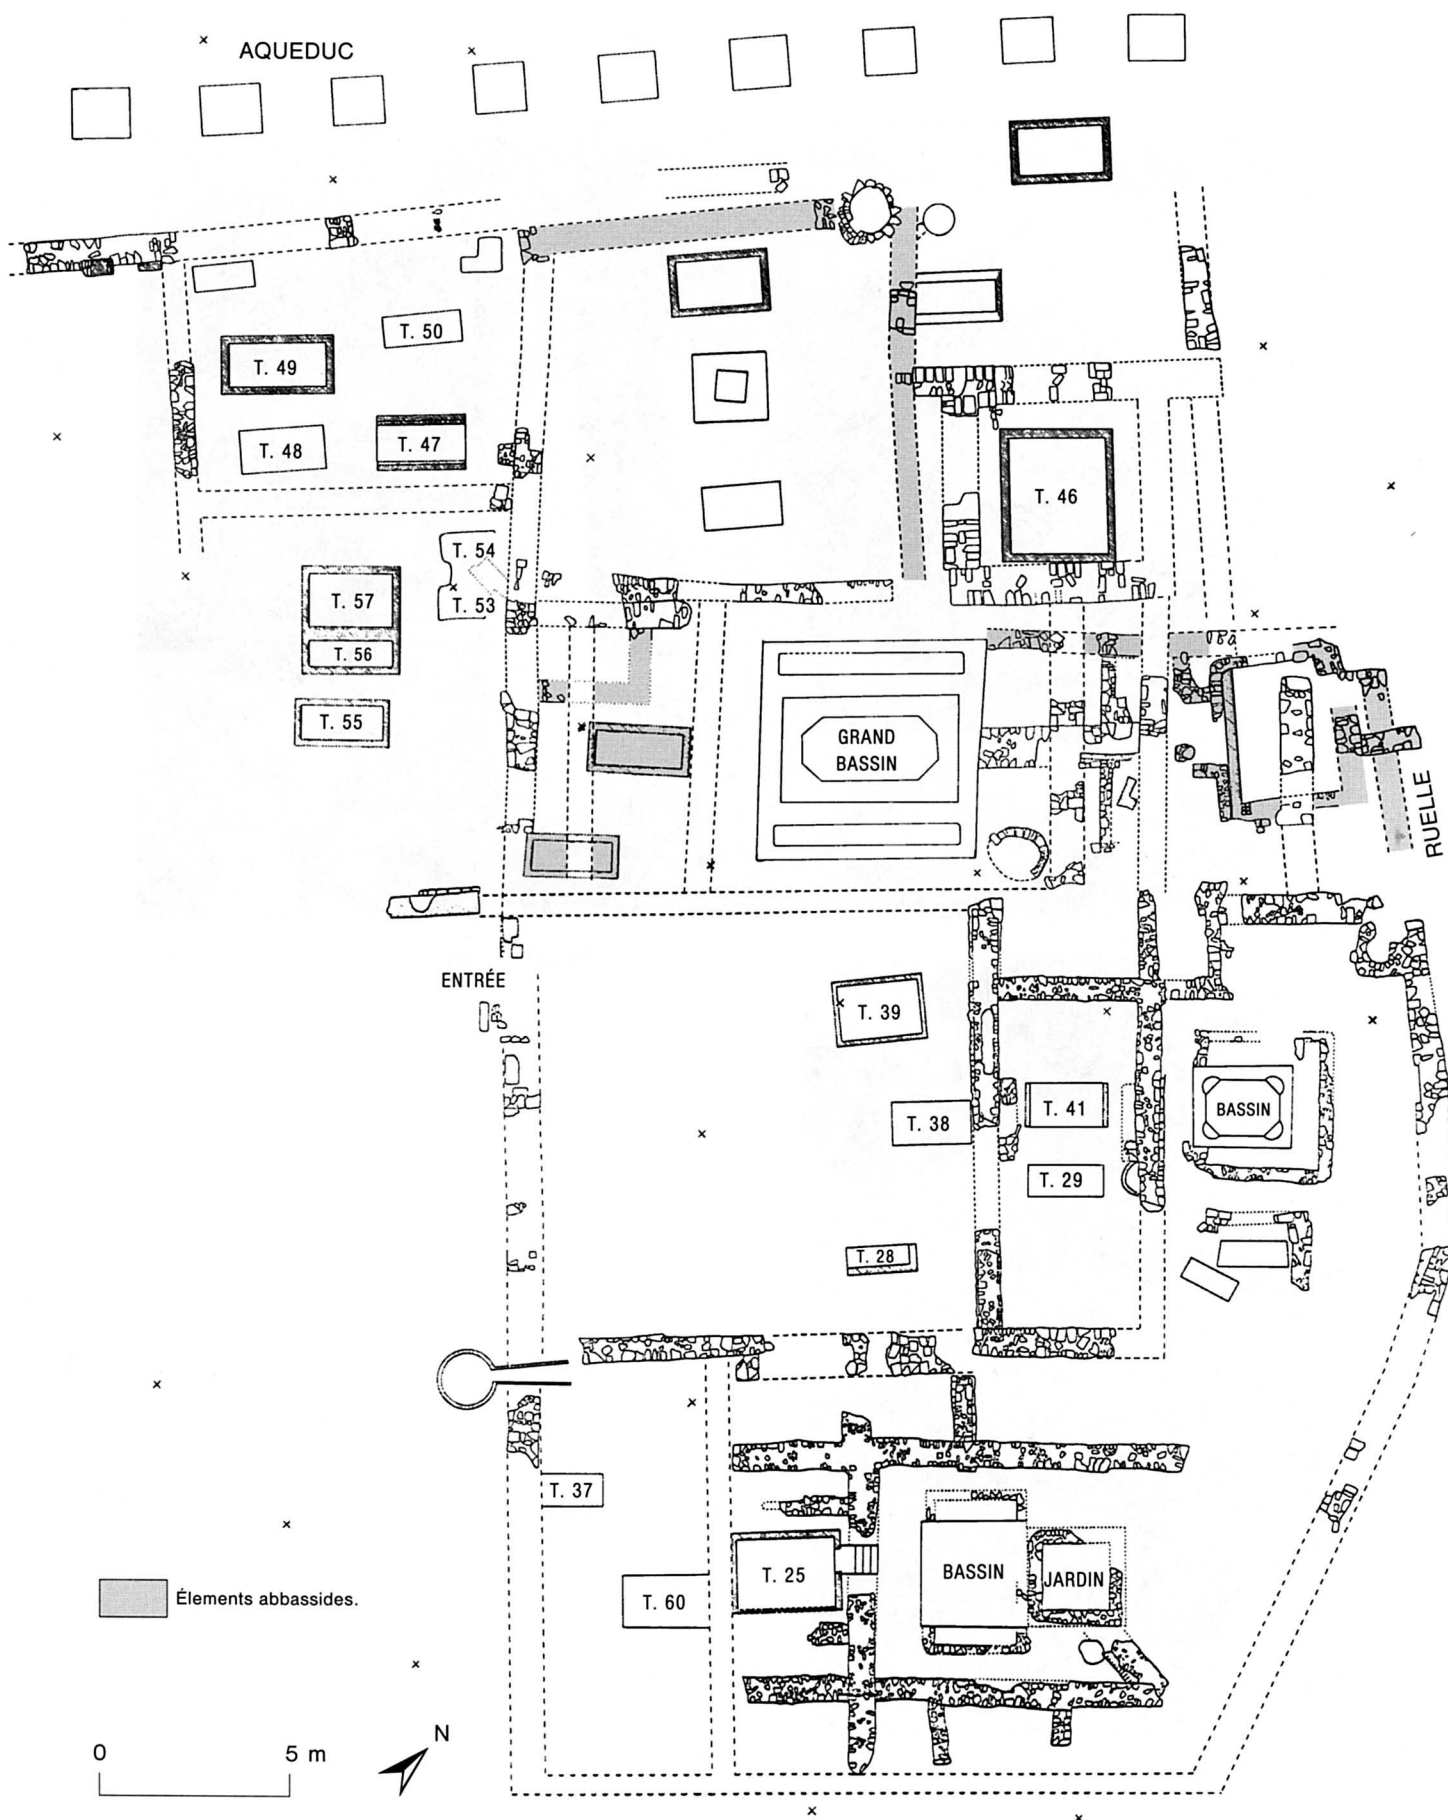 AQUEDUC
T. 50
T. 49
T. 47
T. 48
T. 46
T. 54
T. 53
T. 57
T. 56
T. 55
GRAND
BASSIN
RUELLE
ENTRÉE
T. 39
T. 38
T. 41
BASSIN
T. 29
T. 28
T. 37
T. 25
T. 60
BASSIN
JARDIN
Élements abbassides.
0 5 m
N